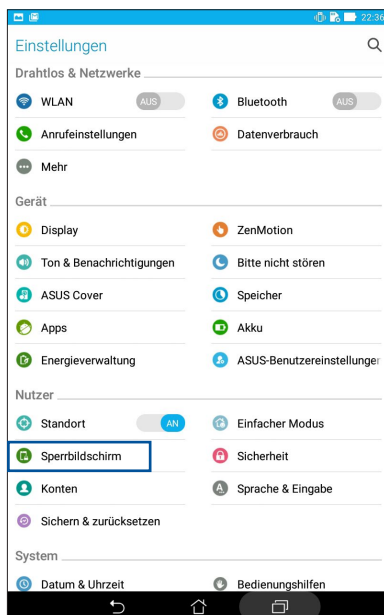 22:36
Einstellungen
Drahtlos & Netzwerke
WLAN AUS Bluetooth AUS
Anrufeinstellungen Datenverbrauch
Mehr
Gerät
Display ZenMotion
Ton & Benachrichtigungen Bitte nicht stören
ASUS Cover Speicher
Apps Akku
Energieverwaltung ASUS-Benutzereinstellunger
Nutzer
Standort AN Einfacher Modus
Sperrbildschirm Sicherheit
Konten Sprache & Eingabe
Sichern & zurücksetzen
System
Datum & Uhrzeit Bedienungshilfen